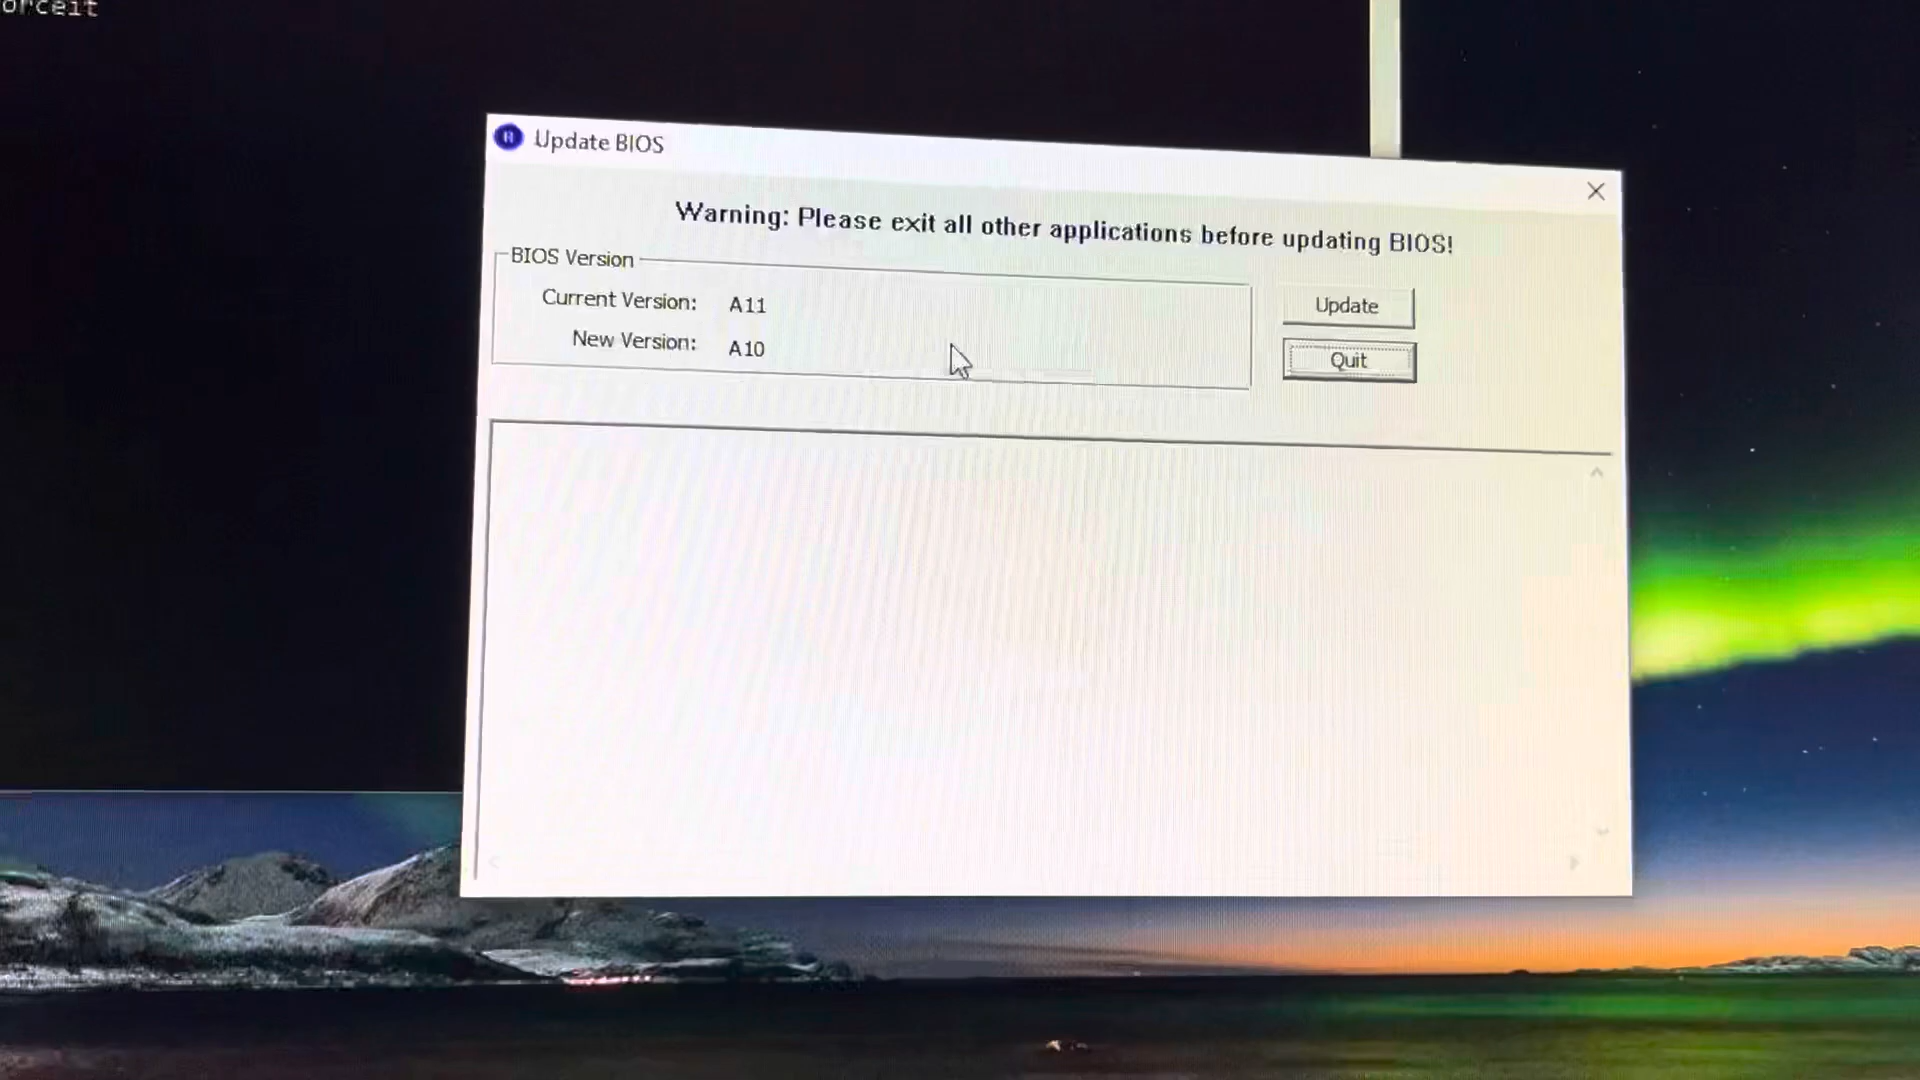 orceit
Update BIOS
Warning: Please exit all other applications before updating BIOS!
BIOS Version
Current Version: A11
New Version: A10
Update
Quit